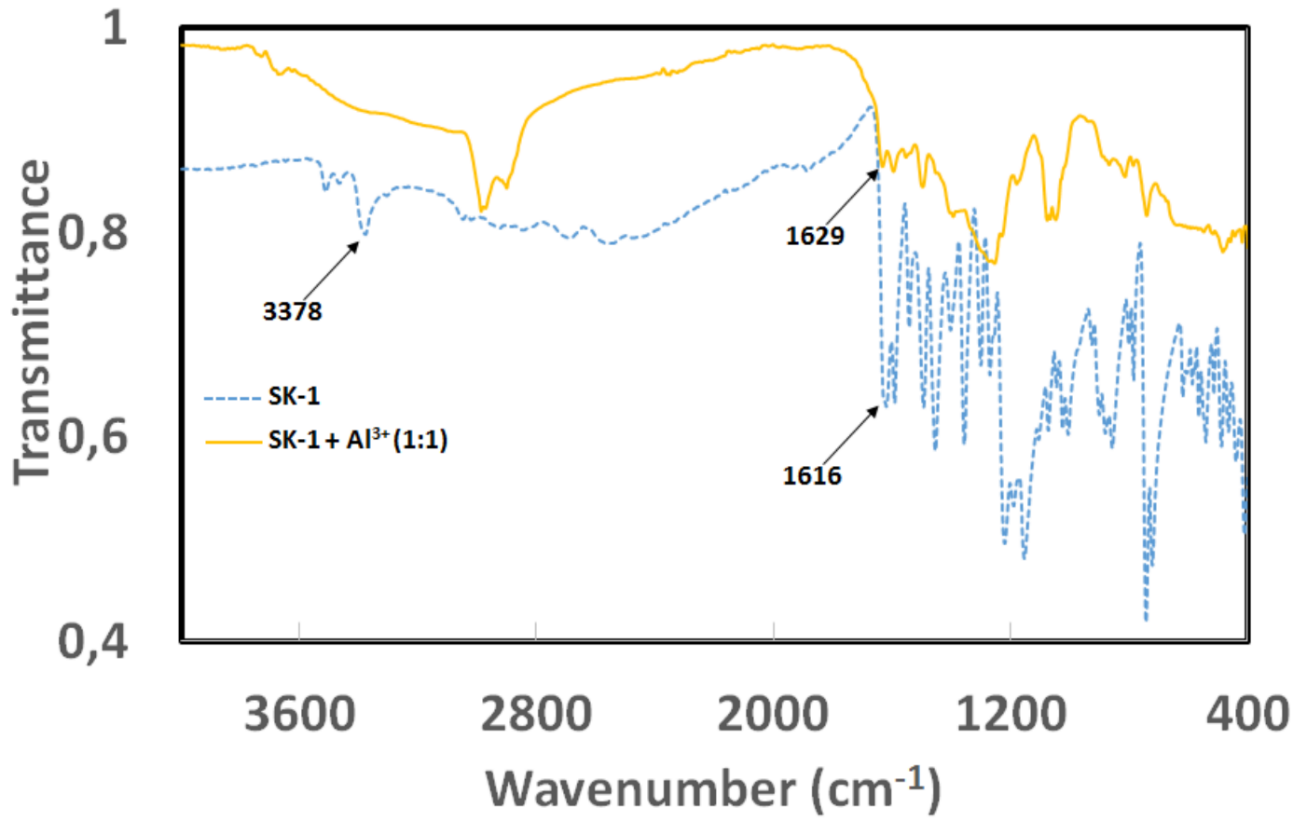 1
0,8
0,6
0,4
Transmittance
1629
3378
SK-1
SK-1 + Al³⁺ (1:1)
1616
3600 2800 2000 1200 400
Wavenumber (cm⁻¹)